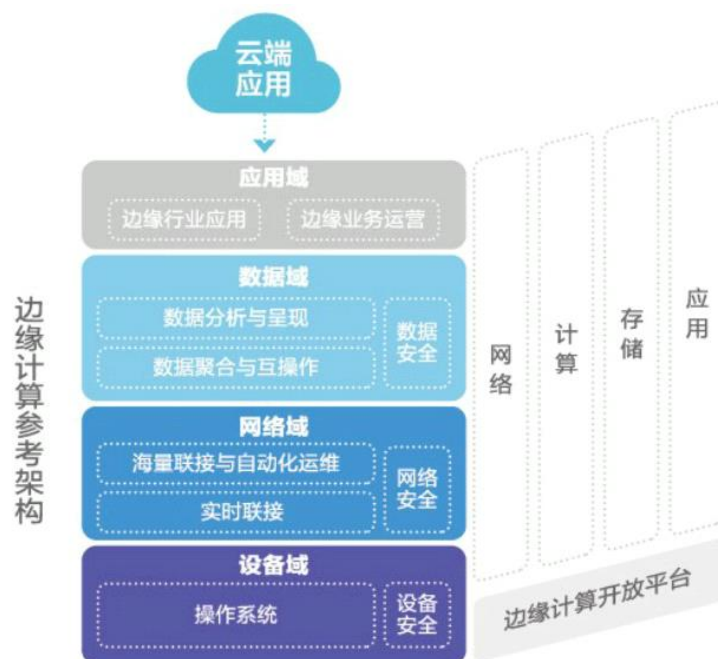 云端
应用
应用域
边缘行业应用
边缘业务运营
数据域
数据分析与呈现
数据聚合与互操作
数据
安全
网络域
海量联接与自动化运维
实时联接
网络
安全
设备域
操作系统
设备
安全
边缘计算参考架构
网络
计算
存储
应用
边缘计算开放平台